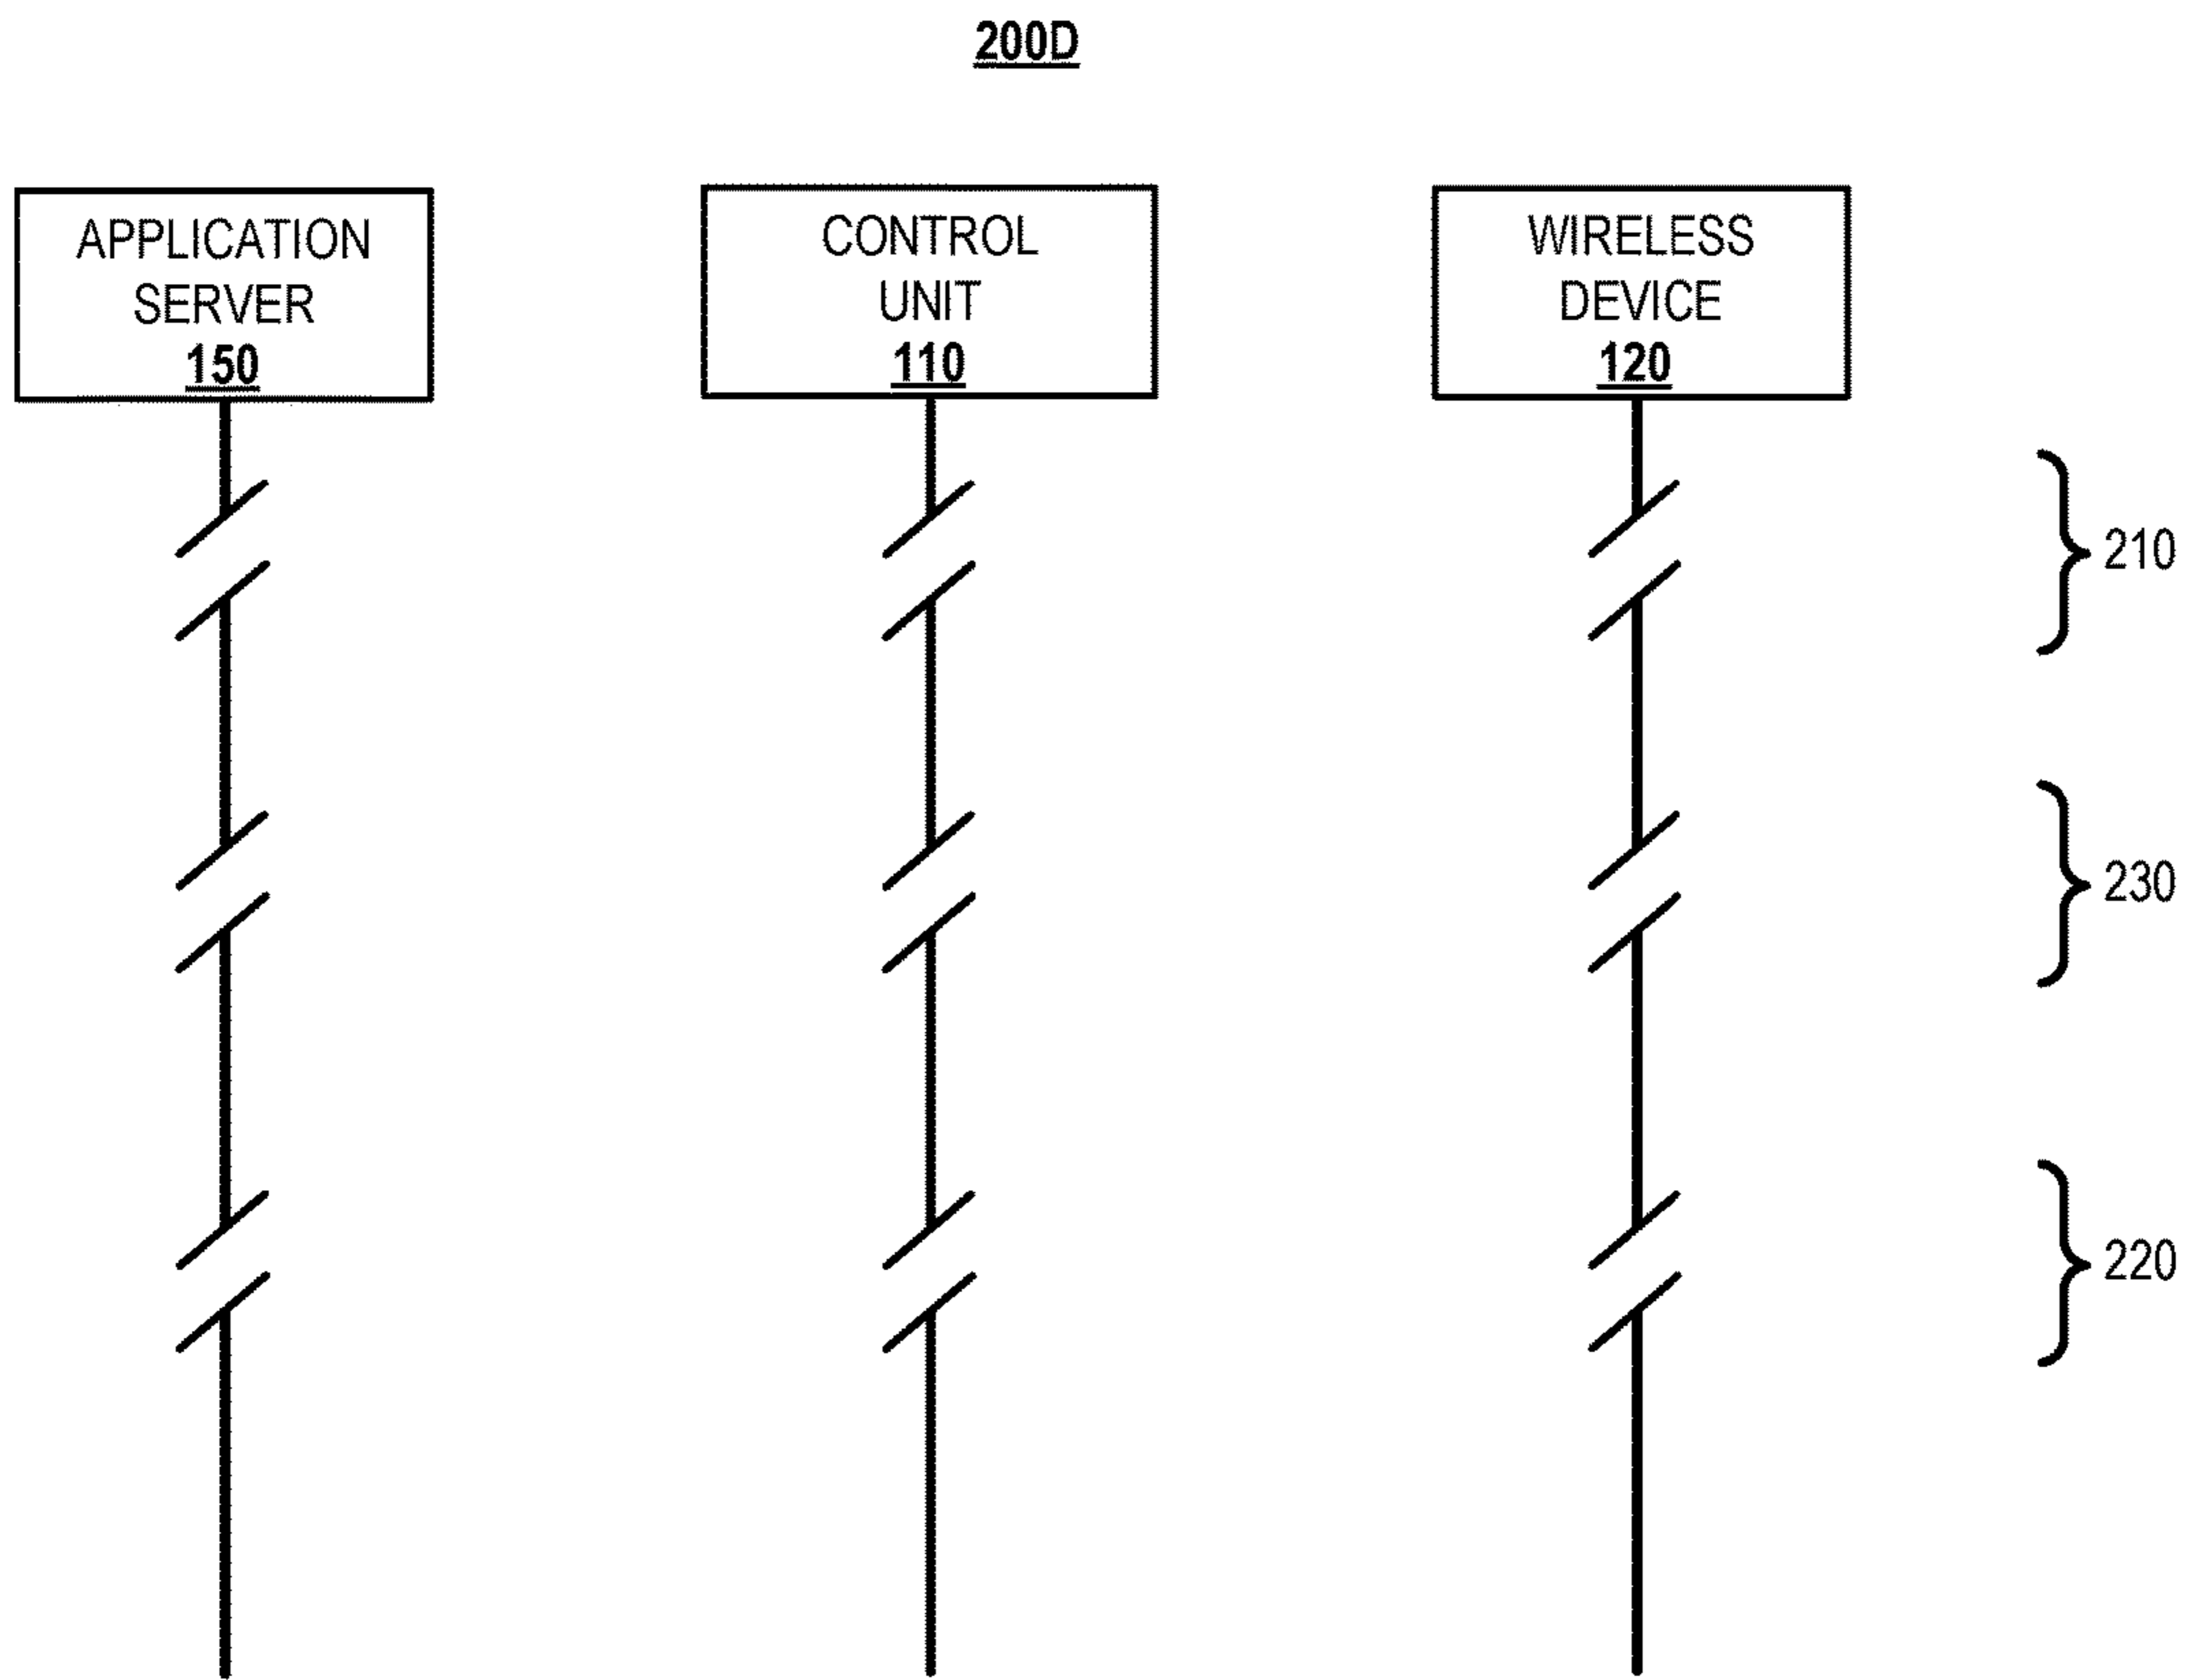 200D
APPLICATION
SERVER
150
CONTROL
UNIT
110
WIRELESS
DEVICE
120
210
230
220